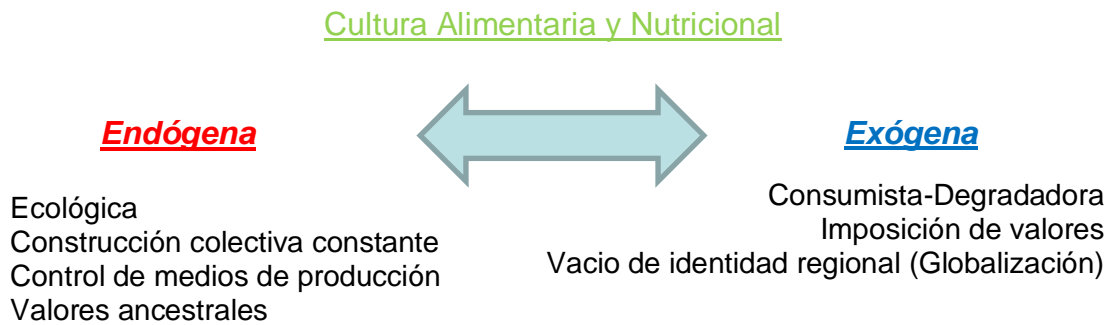 Cultura Alimentaria y Nutricional
Endógena
Exógena
Ecológica
Construcción colectiva constante
Control de medios de producción
Valores ancestrales
Consumista-Degradadora
Imposición de valores
Vacio de identidad regional (Globalización)